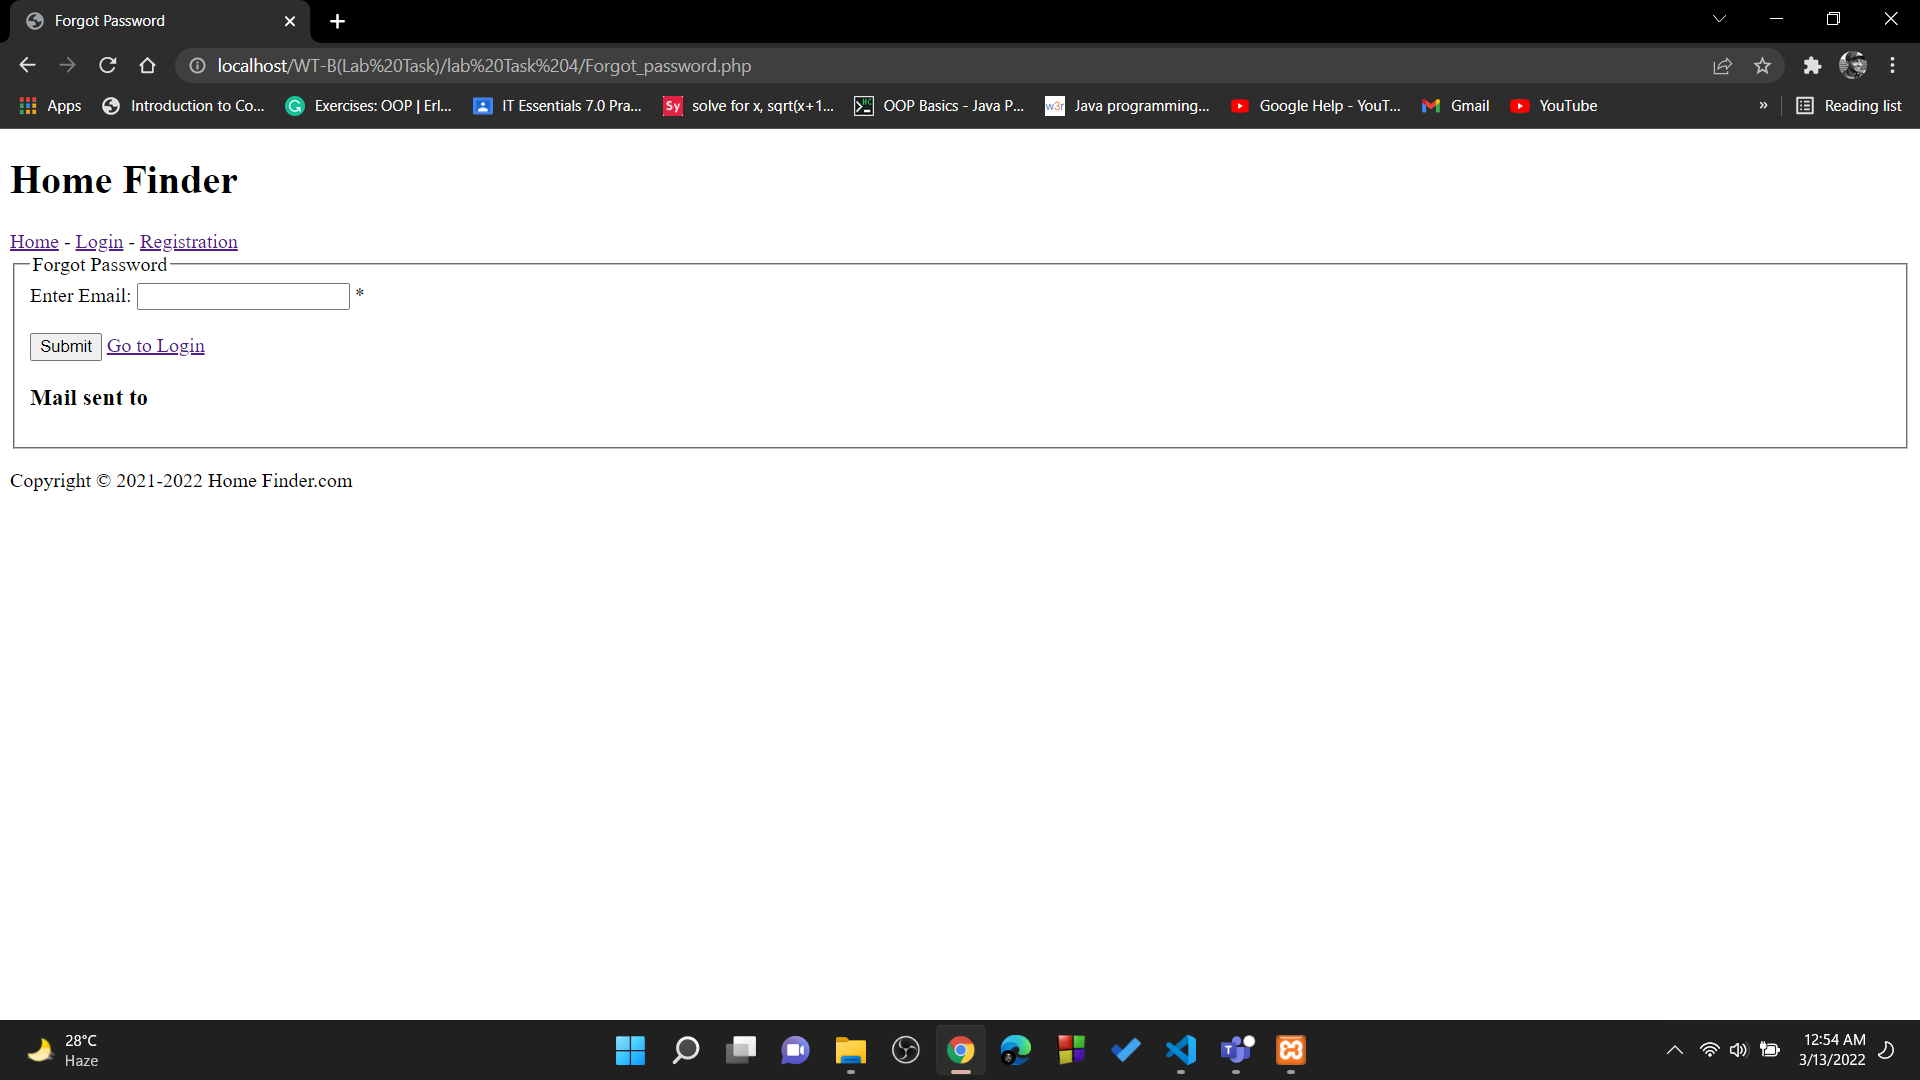 Forgot Password
localhost/WT-B(Lab%20Task)/lab%20Task%204/Forgot_password.php
Apps Introduction to Co... Exercises: OOP | Erl... IT Essentials 7.0 Pra... Sy solve for x, sqrt(x+1... OOP Basics - Java P... w3r Java programming... Google Help - YouT... Gmail YouTube » Reading list
Home Finder
Home - Login - Registration
Forgot Password
Enter Email: *
Submit Go to Login
Mail sent to
Copyright © 2021-2022 Home Finder.com
28°C
Haze
12:54 AM
3/13/2022